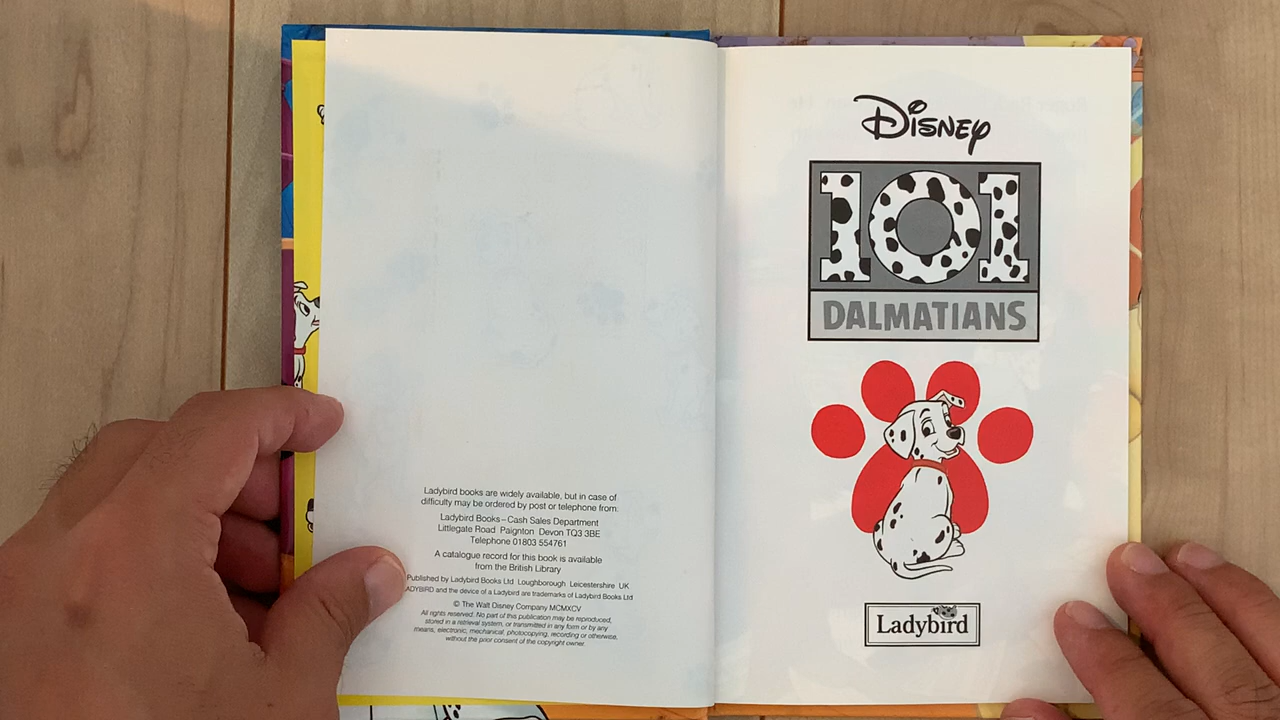 Ladybird books are widely available, but in case of
difficulty may be ordered by post or telephone from:
Ladybird Books – Cash Sales Department
Littlegate Road Paignton Devon TQ3 3BE
Telephone 01803 554761
A catalogue record for this book is available
from the British Library
Published by Ladybird Books Ltd Loughborough Leicestershire UK
LADYBIRD and the device of a Ladybird are trademarks of Ladybird Books Ltd
© The Walt Disney Company MCMXCV
All rights reserved. No part of this publication may be reproduced,
stored in a retrieval system, or transmitted in any form or by any
means, electronic, mechanical, photocopying, recording or otherwise,
without the prior consent of the copyright owner.
Disney
101
DALMATIANS
Ladybird